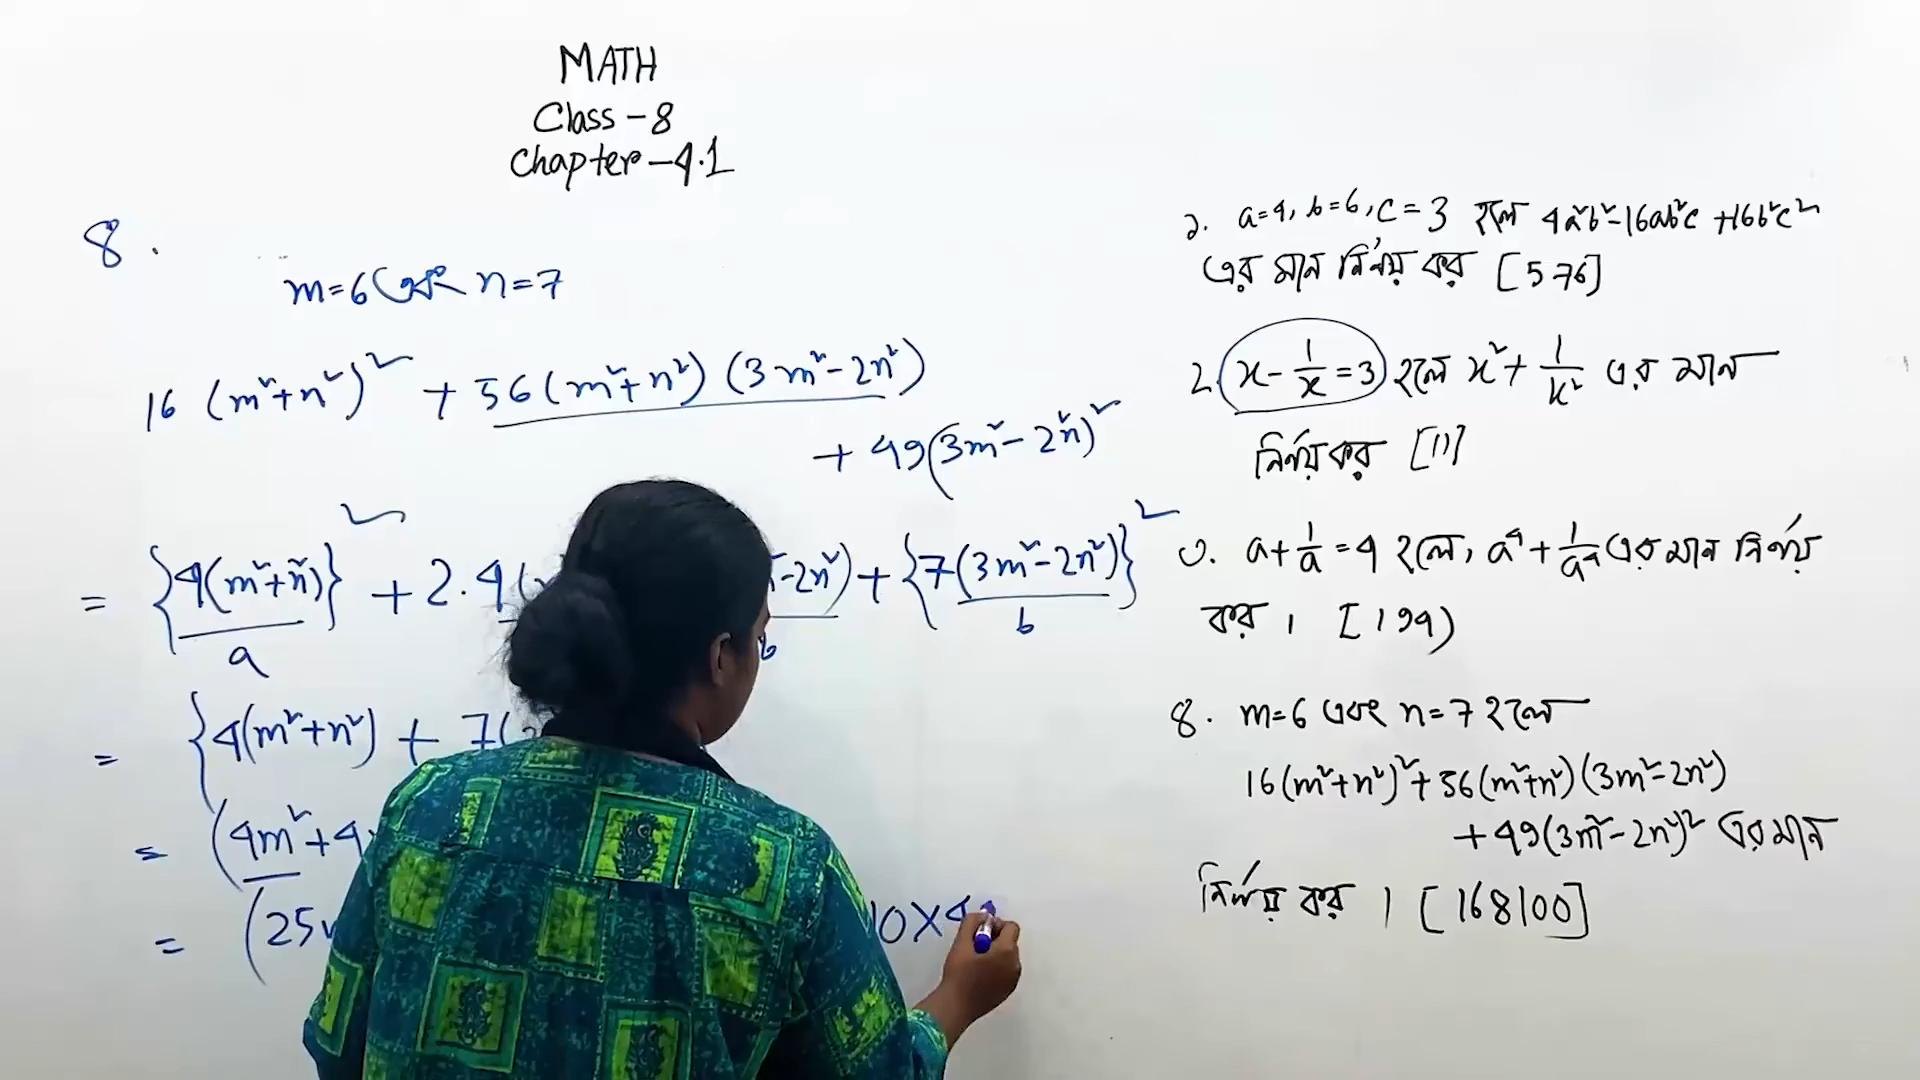 MATH
Class - 8
Chapter - 4.1
৪.
m=6 এবং n=7
16 (m²+n²)² + 56(m²+n²) (3m²-2n²)
+ 49(3m²-2n²)²
= {4(m²+n²)}² + 2.4( -2n²) + {7(3m²-2n²)}²
a b b
= {4(m²+n²) + 7(
= (4m²+4
= (25 10×4
১. a=4, b=6, c=3 হলে 4a²b²-16ab²c +16b²c²
এর মান নির্ণয় কর [576]
2. x - 1/x = 3 হলে x² + 1/x² এর মান
নির্ণয় কর [11]
৩. a + 1/a = 4 হলে, a⁴ + 1/a⁴ এর মান নির্ণয়
কর । [194)
৪. m=6 এবং n=7 হলে
16(m²+n²)²+56(m²+n²)(3m²-2n²)
+49(3m²-2n²)² এর মান
নির্ণয় কর । [168100]